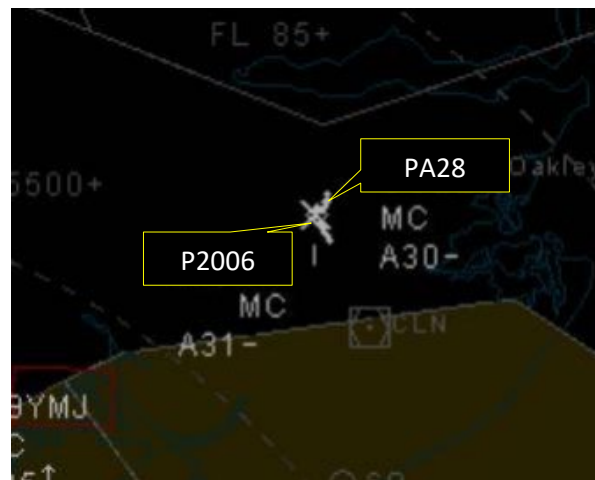 FL 85+
PA28
Oakley
5500+
MC
A30-
P2006
MC
A31-
CLN
9YMJ
C